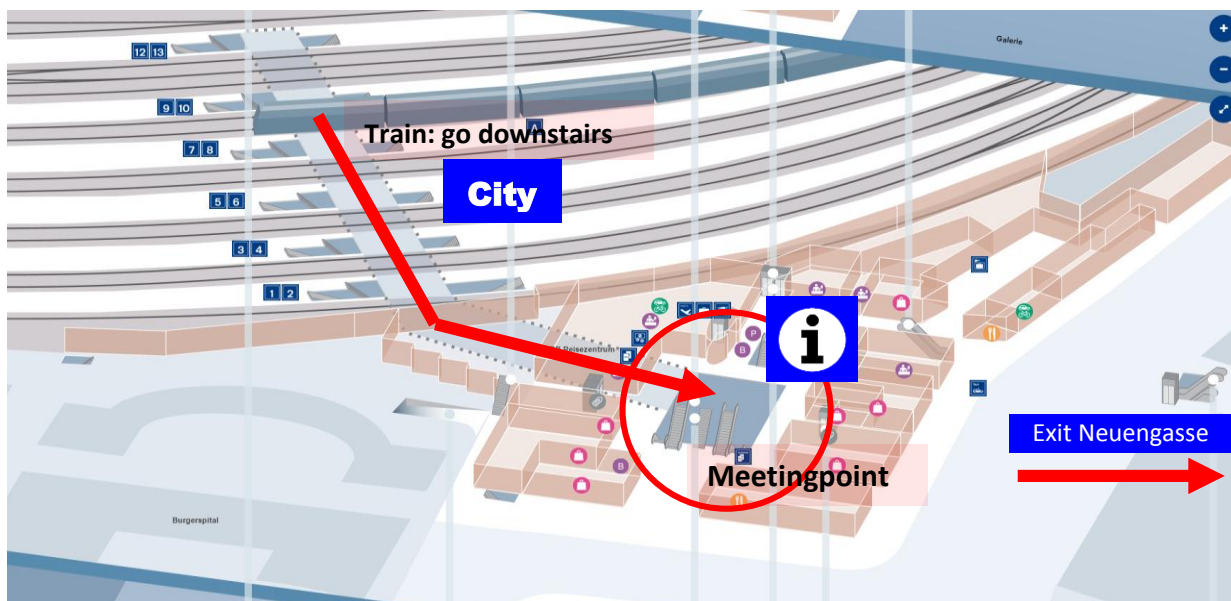 Galerie
+
−
12 13
9 10
A
Train: go downstairs
7 8
City
5 6
3 4
1 2
i
P
B
Reisezentrum
Exit Neuengasse
B
Meetingpoint
Burgerspital